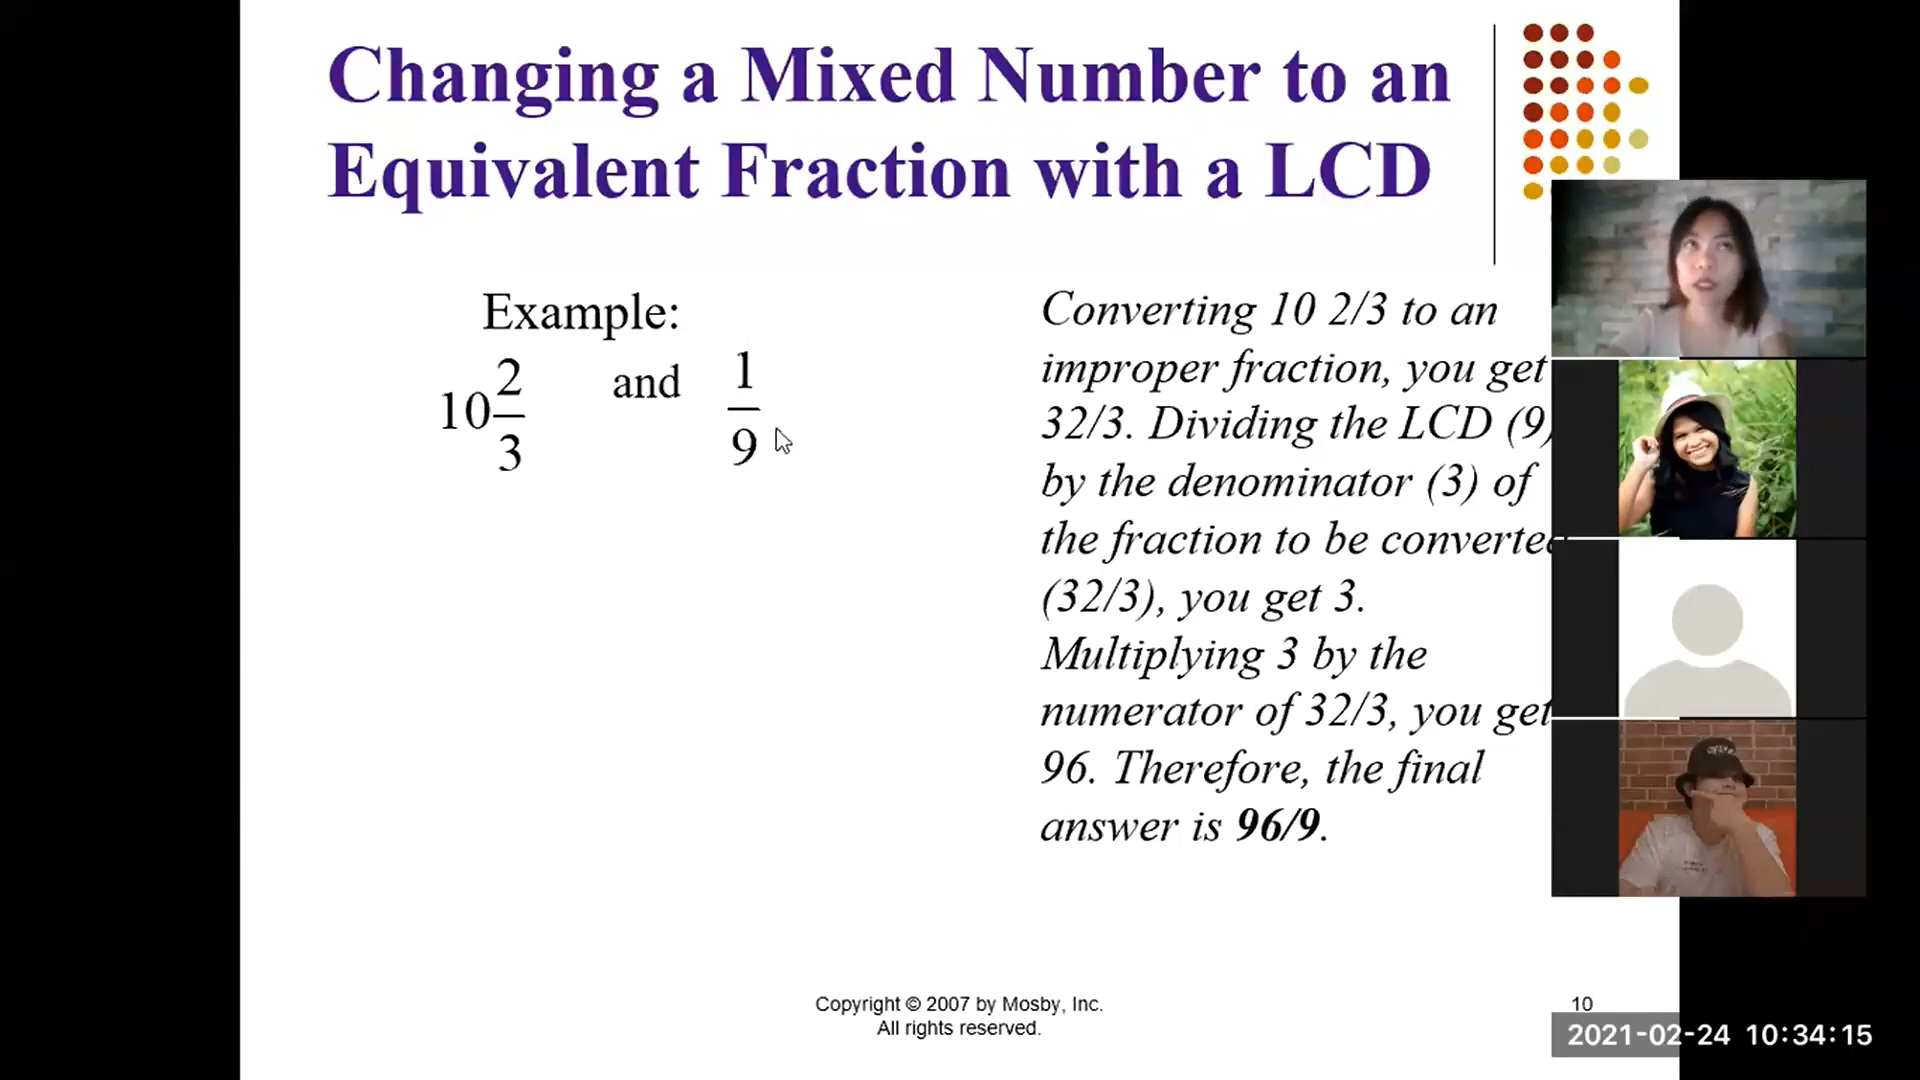 Changing a Mixed Number to an
Equivalent Fraction with a LCD
Example:
10 2/3 and 1/9
Converting 10 2/3 to an
improper fraction, you get
32/3. Dividing the LCD (9)
by the denominator (3) of
the fraction to be converted
(32/3), you get 3.
Multiplying 3 by the
numerator of 32/3, you get
96. Therefore, the final
answer is 96/9.
Copyright © 2007 by Mosby, Inc.
All rights reserved.
10
2021-02-24 10:34:15